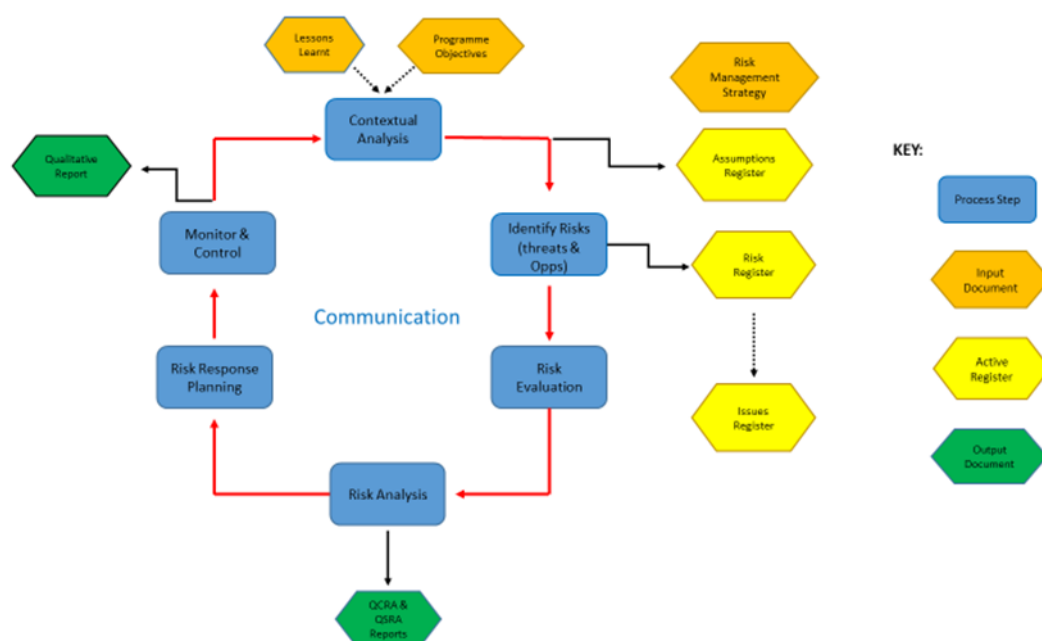 Lessons
Learnt
Programme
Objectives
Risk
Management
Strategy
Contextual
Analysis
Qualitative
Report
Assumptions
Register
KEY:
Process Step
Monitor &
Control
Identify Risks
(threats &
Opps)
Risk
Register
Input
Document
Communication
Risk Response
Planning
Risk
Evaluation
Active
Register
Issues
Register
Output
Document
Risk Analysis
QCRA &
QSRA
Reports